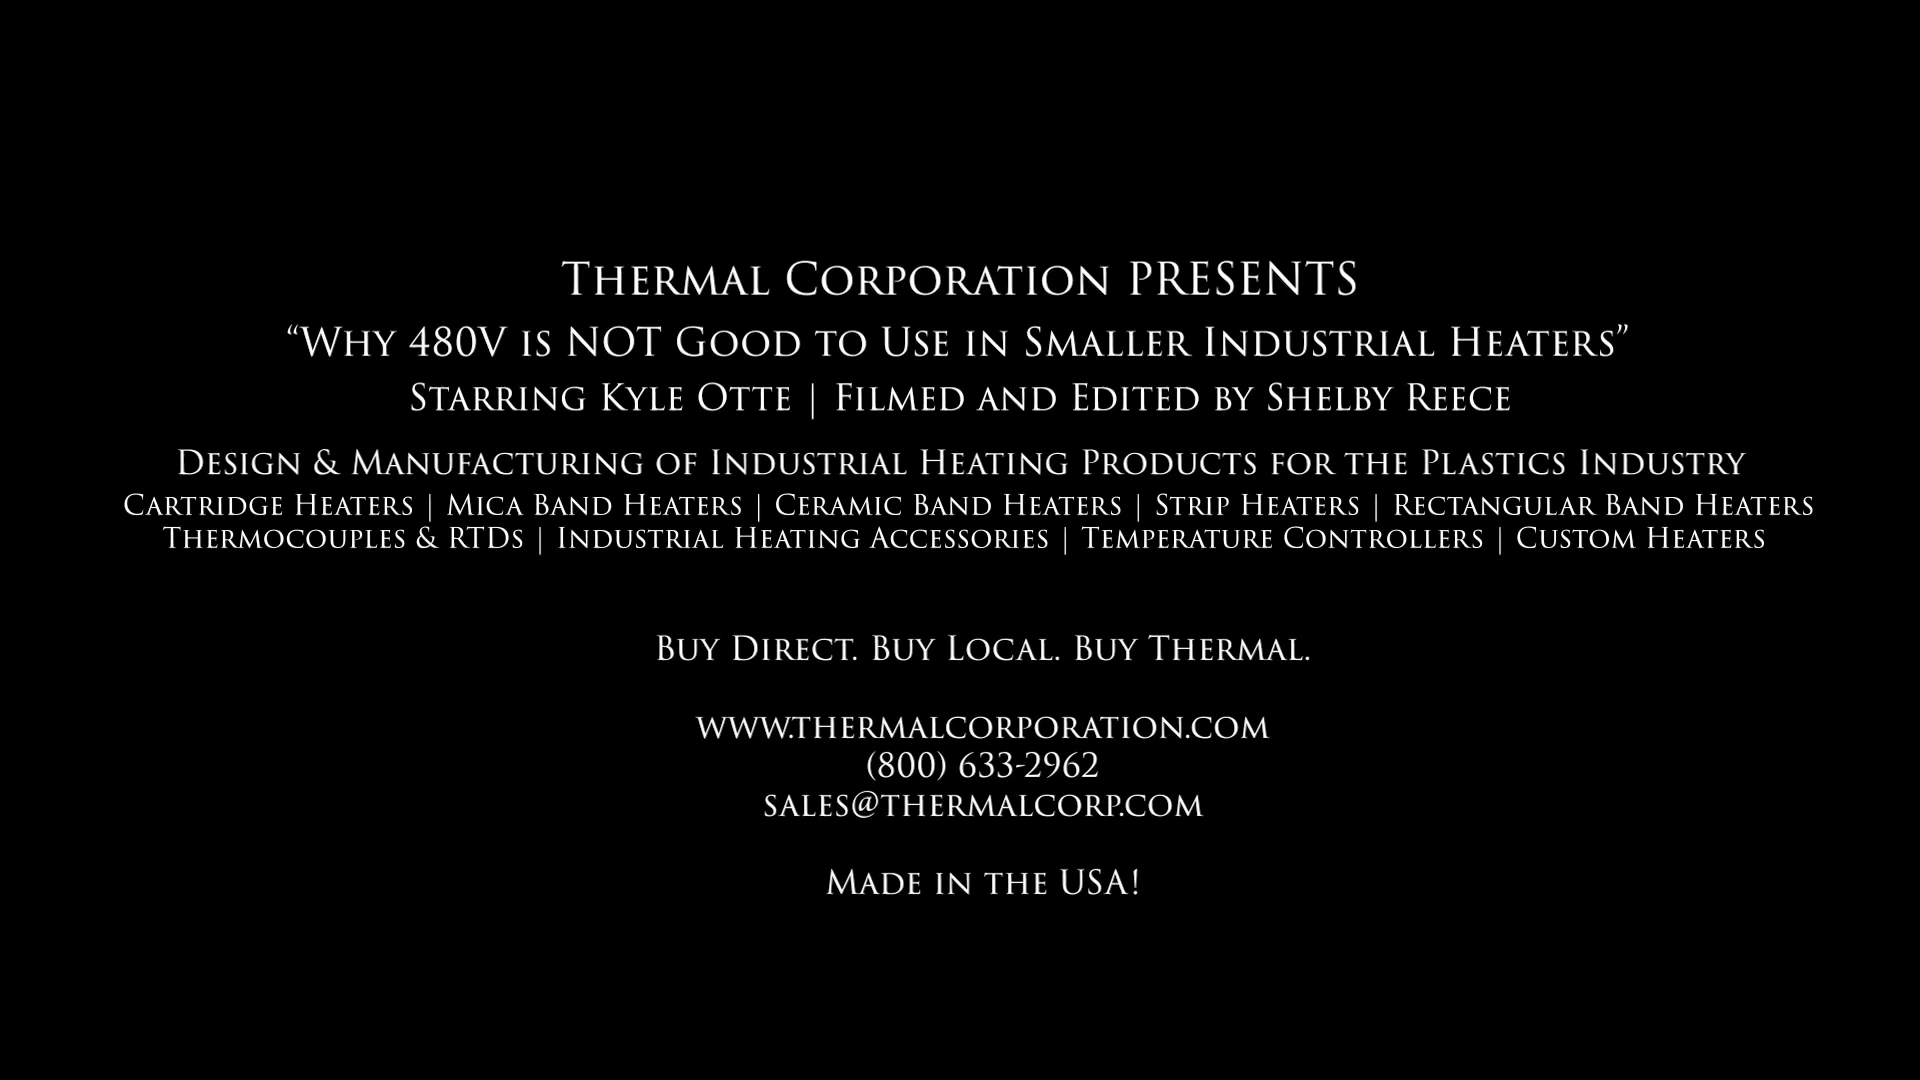 Thermal Corporation PRESENTS
“Why 480V is NOT Good to Use in Smaller Industrial Heaters”
Starring Kyle Otte | Filmed and Edited by Shelby Reece
Design & Manufacturing of Industrial Heating Products for the Plastics Industry
Cartridge Heaters | Mica Band Heaters | Ceramic Band Heaters | Strip Heaters | Rectangular Band Heaters
Thermocouples & RTDs | Industrial Heating Accessories | Temperature Controllers | Custom Heaters
Buy Direct. Buy Local. Buy Thermal.
www.thermalcorporation.com
(800) 633-2962
sales@thermalcorp.com
Made in the USA!